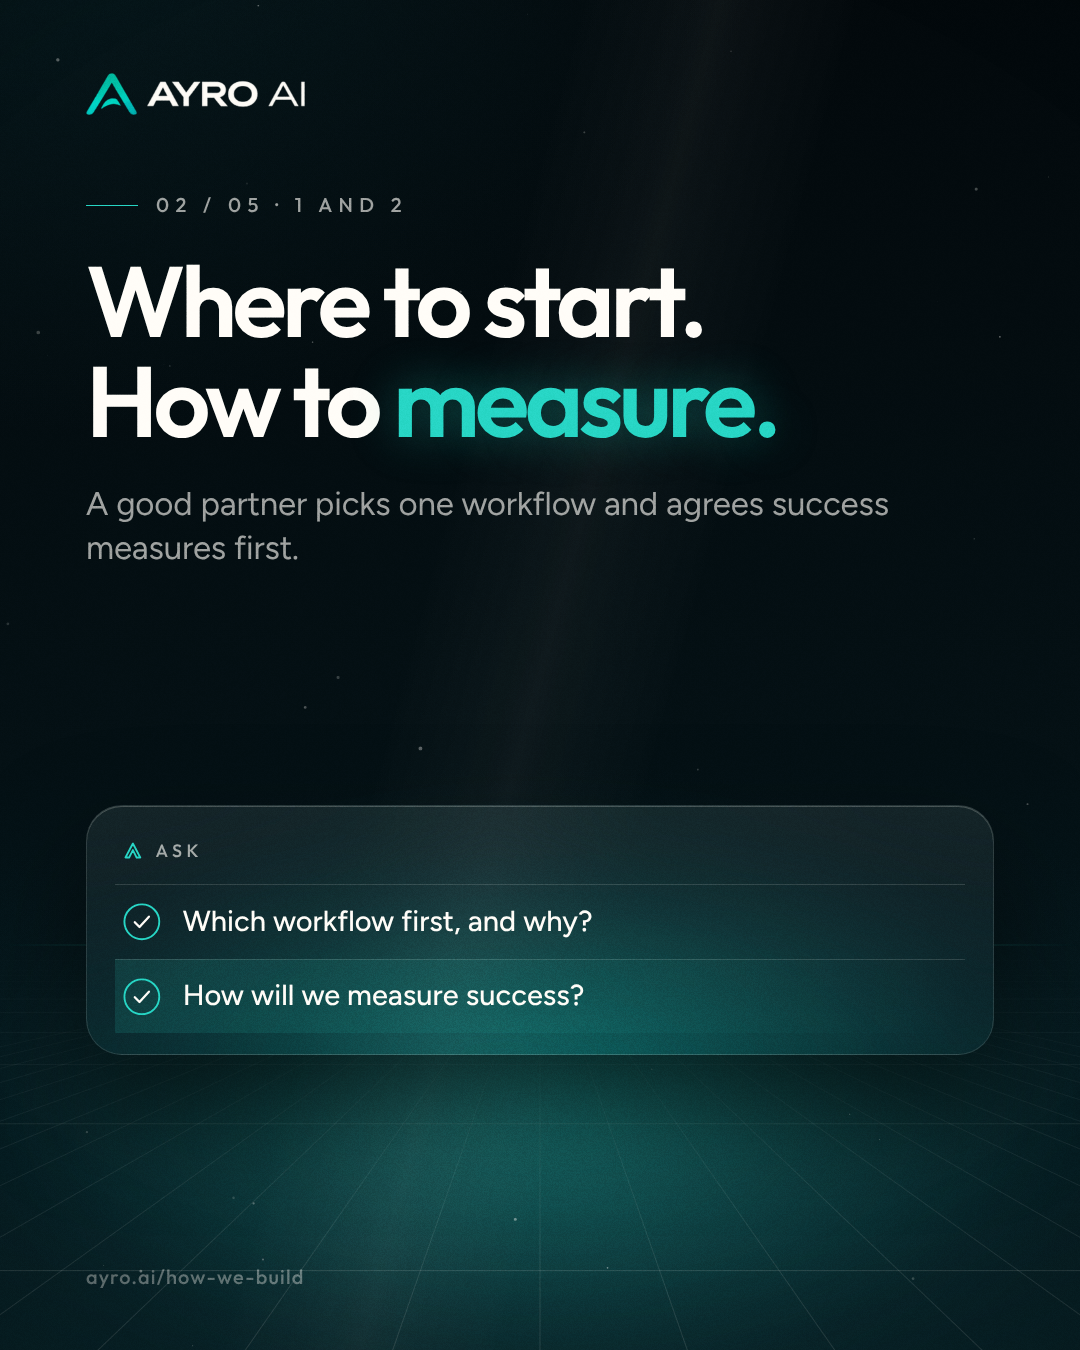 AYRO AI
02 / 05 · 1 AND 2
Where to start.
How to measure.
A good partner picks one workflow and agrees success
measures first.
ASK
Which workflow first, and why?
How will we measure success?
ayro.ai/how-we-build